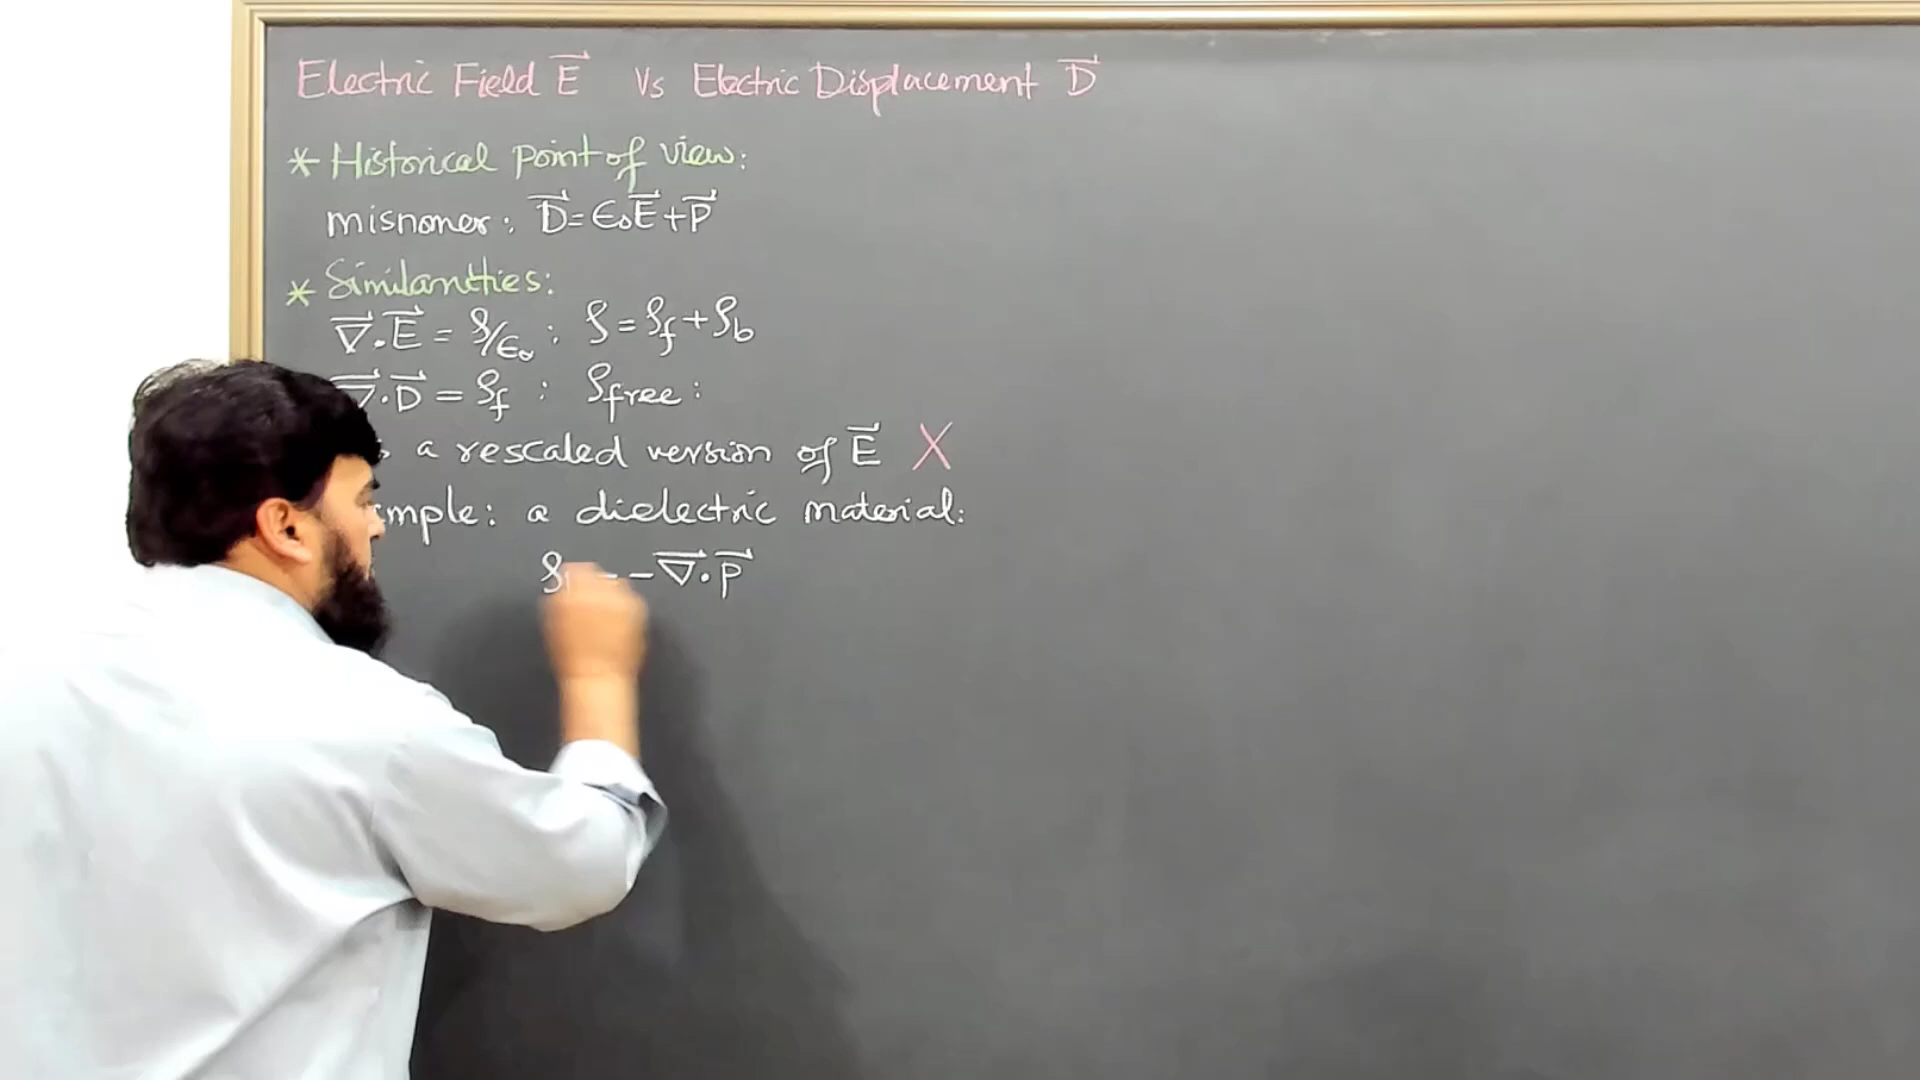 Electric Field E⃗ Vs Electric Displacement D⃗
* Historical point of view:
misnomer: D⃗ = ϵ₀E⃗ + P⃗
* Similarities:
∇⃗.E⃗ = ρ/ϵ₀ : ρ = ρf + ρb
∇⃗.D⃗ = ρf : ρfree :
a rescaled version of E⃗ X
a dielectric material:
-∇⃗.P⃗